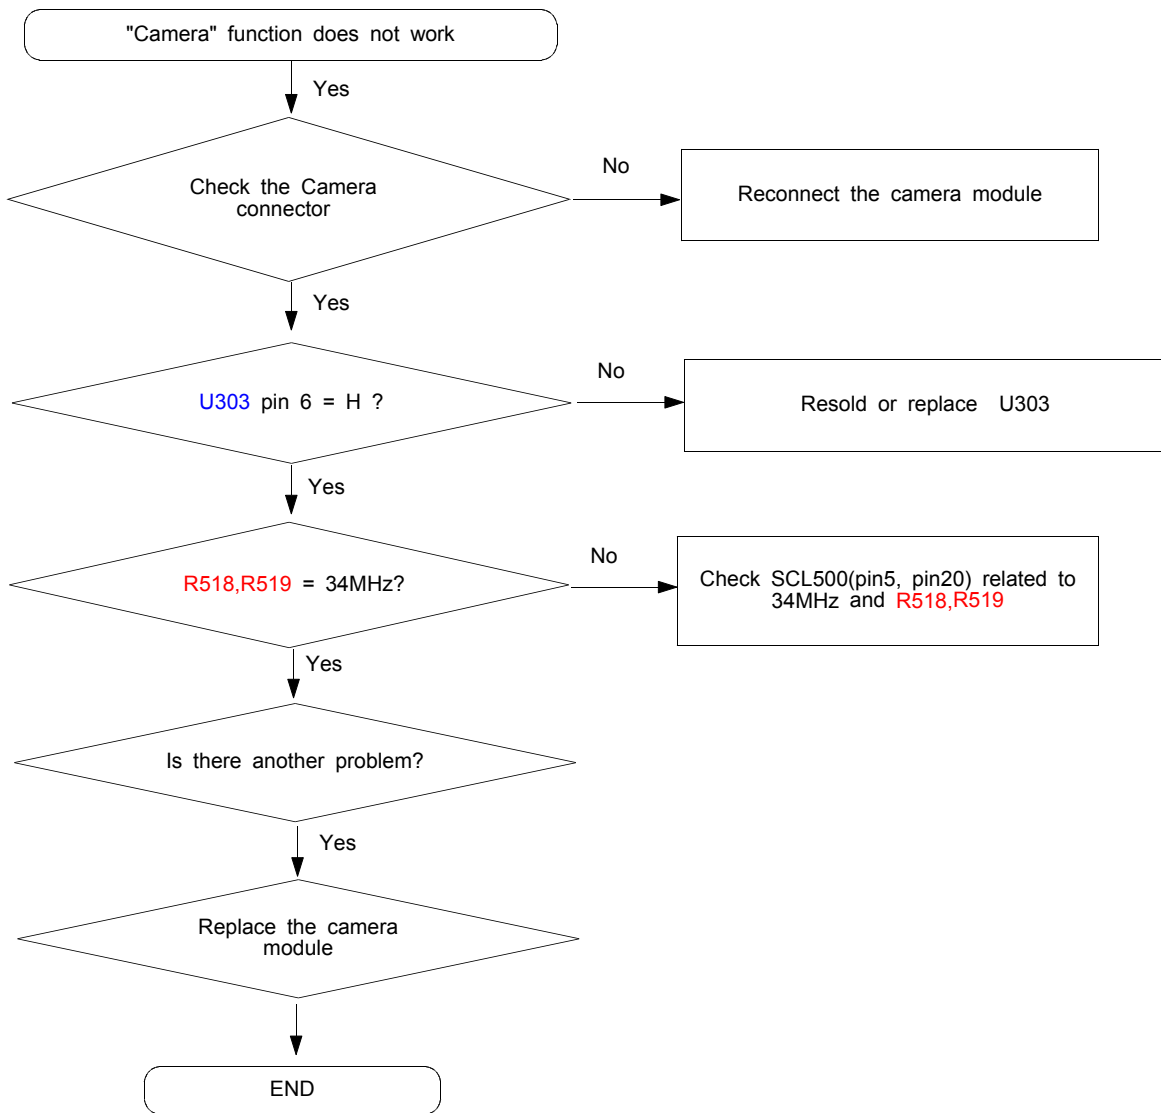 "Camera" function does not work
Yes
Check the Camera
connector
No
Reconnect the camera module
Yes
U303 pin 6 = H ?
No
Resold or replace U303
Yes
R518,R519 = 34MHz?
No
Check SCL500(pin5, pin20) related to
34MHz and R518,R519
Yes
Is there another problem?
Yes
Replace the camera
module
END